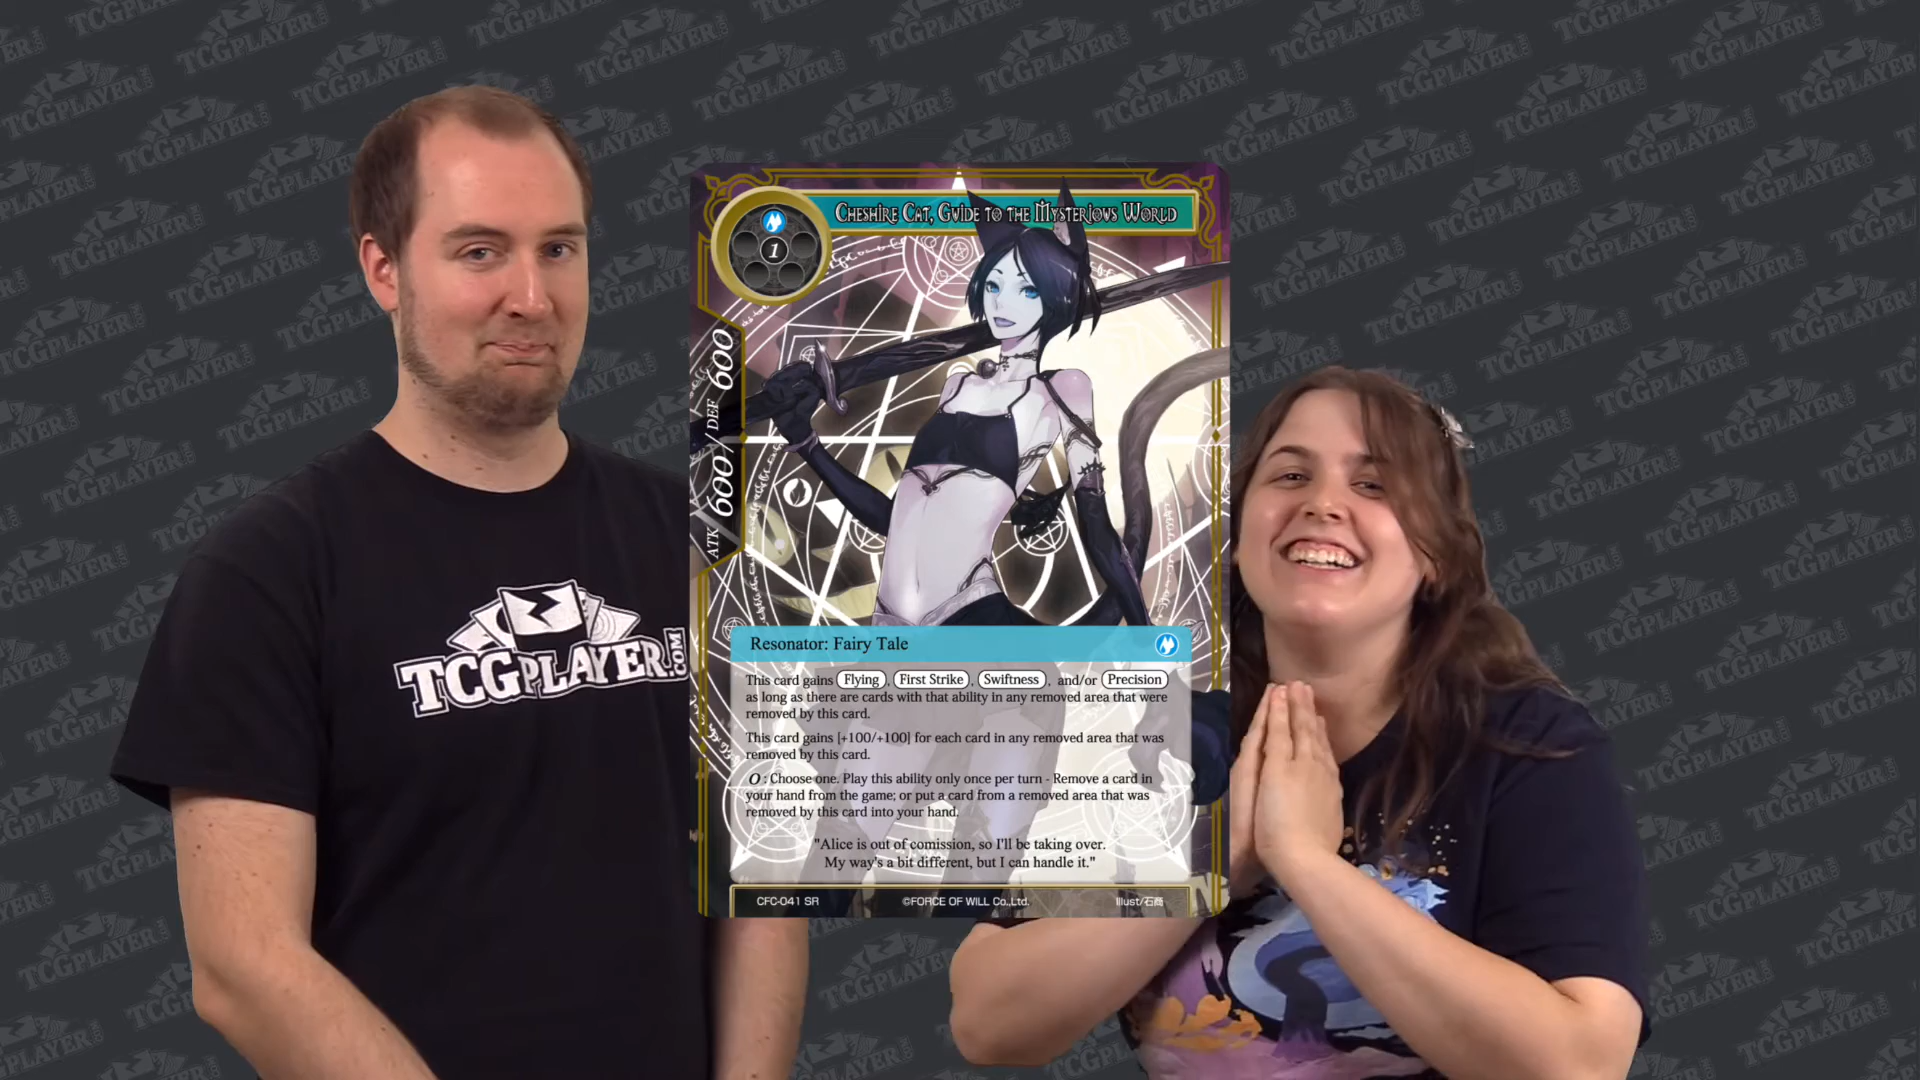 CHESHIRE CAT, GUIDE TO THE MYSTERIOUS WORLD
1
ATK 600 / DEF 600
TCGPLAYER.COM
Resonator: Fairy Tale
This card gains Flying, First Strike, Swiftness, and/or Precision
as long as there are cards with that ability in any removed area that were
removed by this card.
This card gains [+100/+100] for each card in any removed area that was
removed by this card.
0: Choose one. Play this ability only once per turn - Remove a card in
your hand from the game; or put a card from a removed area that was
removed by this card into your hand.
"Alice is out of comission, so I'll be taking over.
My way's a bit different, but I can handle it."
CFC-041 SR
©FORCE OF WILL Co.,Ltd.
Illust/石商